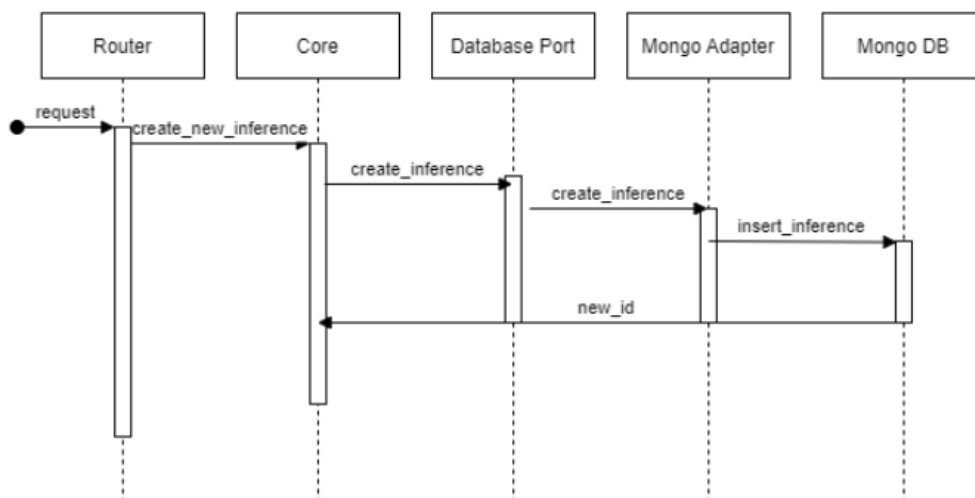 Router
Core
Database Port
Mongo Adapter
Mongo DB
request
create_new_inference
create_inference
create_inference
insert_inference
new_id